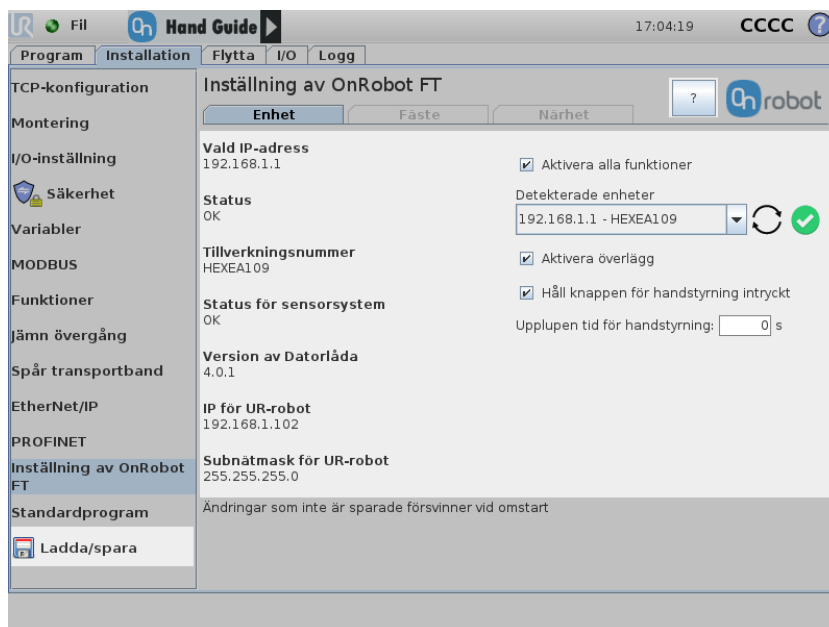 UR Fil On Hand Guide 17:04:19 CCCC ?
Program Installation Flytta I/O Logg
TCP-konfiguration
Montering
I/O-inställning
Säkerhet
Variabler
MODBUS
Funktioner
Jämn övergång
Spår transportband
EtherNet/IP
PROFINET
Inställning av OnRobot
FT
Standardprogram
Ladda/spara
Inställning av OnRobot FT
? On robot
Enhet Fäste Närhet
Vald IP-adress
192.168.1.1
Status
OK
Tillverkningsnummer
HEXEA109
Status för sensorsystem
OK
Version av Datorlåda
4.0.1
IP för UR-robot
192.168.1.102
Subnätmask för UR-robot
255.255.255.0
Aktivera alla funktioner
Detekterade enheter
192.168.1.1 - HEXEA109
Aktivera överlägg
Håll knappen för handstyrning intryckt
Upplupen tid för handstyrning: 0 s
Ändringar som inte är sparade försvinner vid omstart